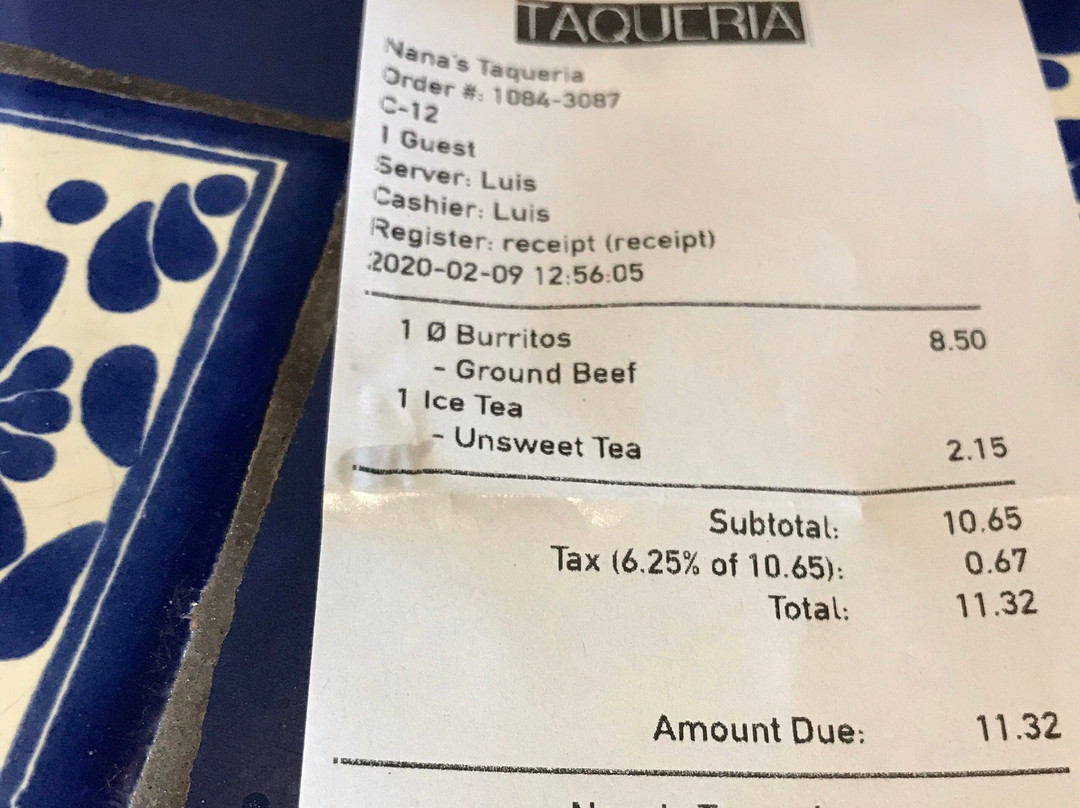 TAQUERIA
Nana's Taqueria
Order #: 1084-3087
C-12
1 Guest
Server: Luis
Cashier: Luis
Register: receipt (receipt)
2020-02-09 12:56:05
1 Ø Burritos 8.50
- Ground Beef
1 Ice Tea
- Unsweet Tea 2.15
Subtotal: 10.65
Tax (6.25% of 10.65): 0.67
Total: 11.32
Amount Due: 11.32